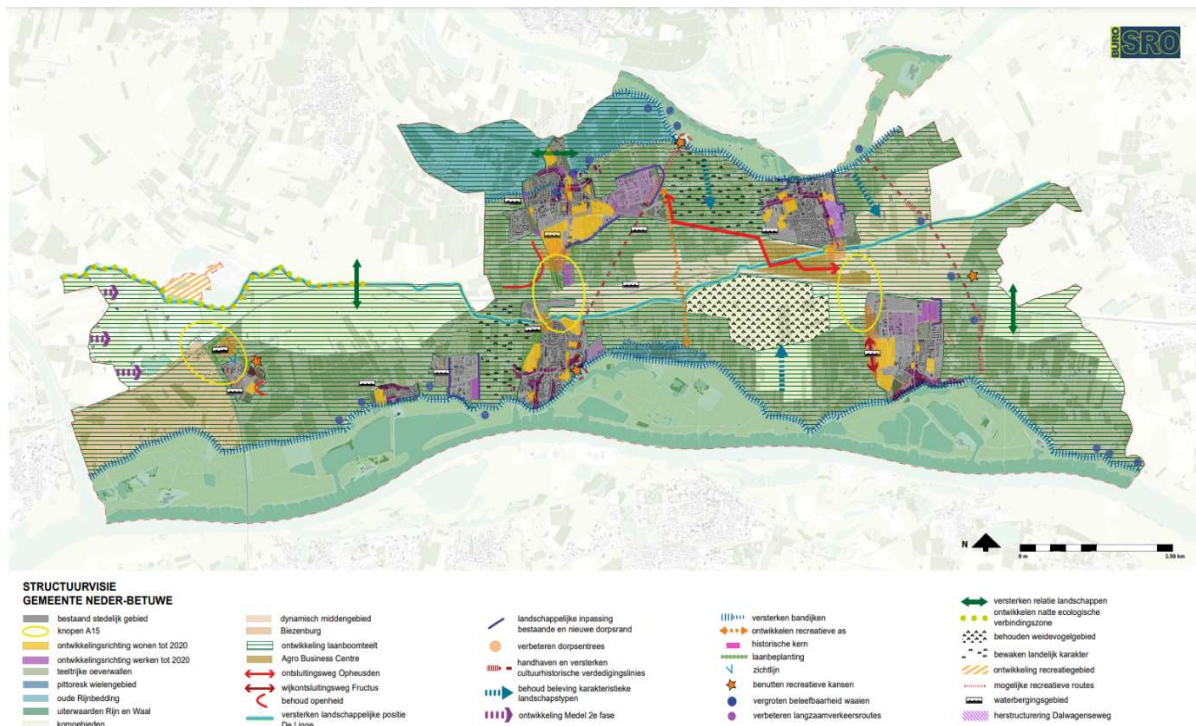 BURO
SRO
N
0 m
2.50 km
STRUCTUURVISIE
GEMEENTE NEDER-BETUWE
bestaand stedelijk gebied
knopen A15
ontwikkelingsrichting wonen tot 2020
ontwikkelingsrichting werken tot 2020
teeltrijke oeverwallen
pittoresk wielengebied
oude Rijnbedding
uiterwaarden Rijn en Waal
komgebieden
dynamisch middengebied
Biezenburg
ontwikkeling laanboomteelt
Agro Business Centre
ontsluitingsweg Opheusden
wijkontsluitingsweg Fructus
behoud openheid
versterken landschappelijke positie
De Linge
landschappelijke inpassing
bestaande en nieuwe dorpsrand
verbeteren dorpsentrees
handhaven en versterken
cultuurhistorische verdedigingslinies
behoud beleving karakteristieke
landschapstypen
ontwikkeling Medel 2e fase
versterken bandijken
ontwikkelen recreatieve as
historische kern
laanbeplanting
zichtlijn
benutten recreatieve kansen
vergroten beleefbaarheid waaien
verbeteren langzaamverkeersroutes
versterken relatie landschappen
ontwikkelen natte ecologische
verbindingszone
behouden weidevogelgebied
bewaken landelijk karakter
ontwikkeling recreatiegebied
mogelijke recreatieve routes
waterbergingsgebied
herstructurering Dalwagenseweg